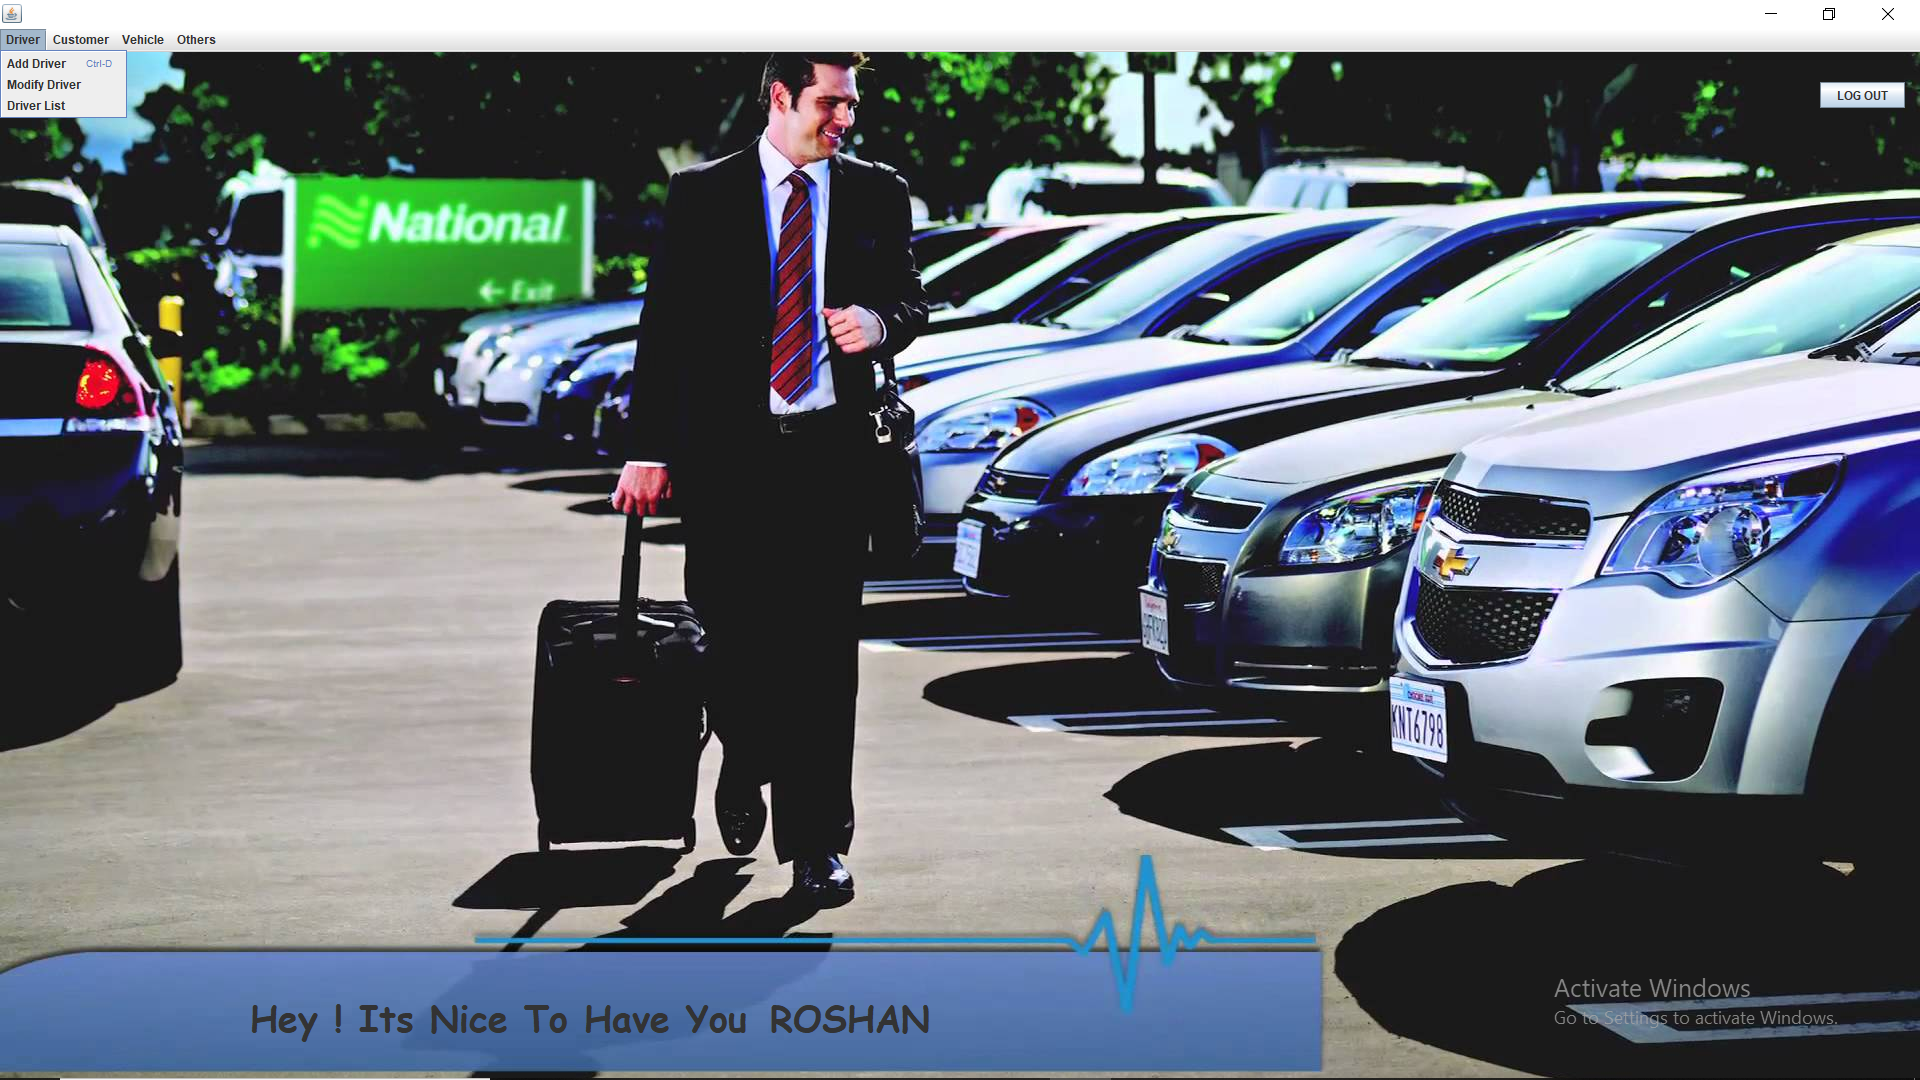 Driver Customer Vehicle Others
Add Driver Ctrl-D
Modify Driver
Driver List
LOG OUT
National
← Exit
KNT6798
Hey ! Its Nice To Have You ROSHAN
Activate Windows
Go to Settings to activate Windows.